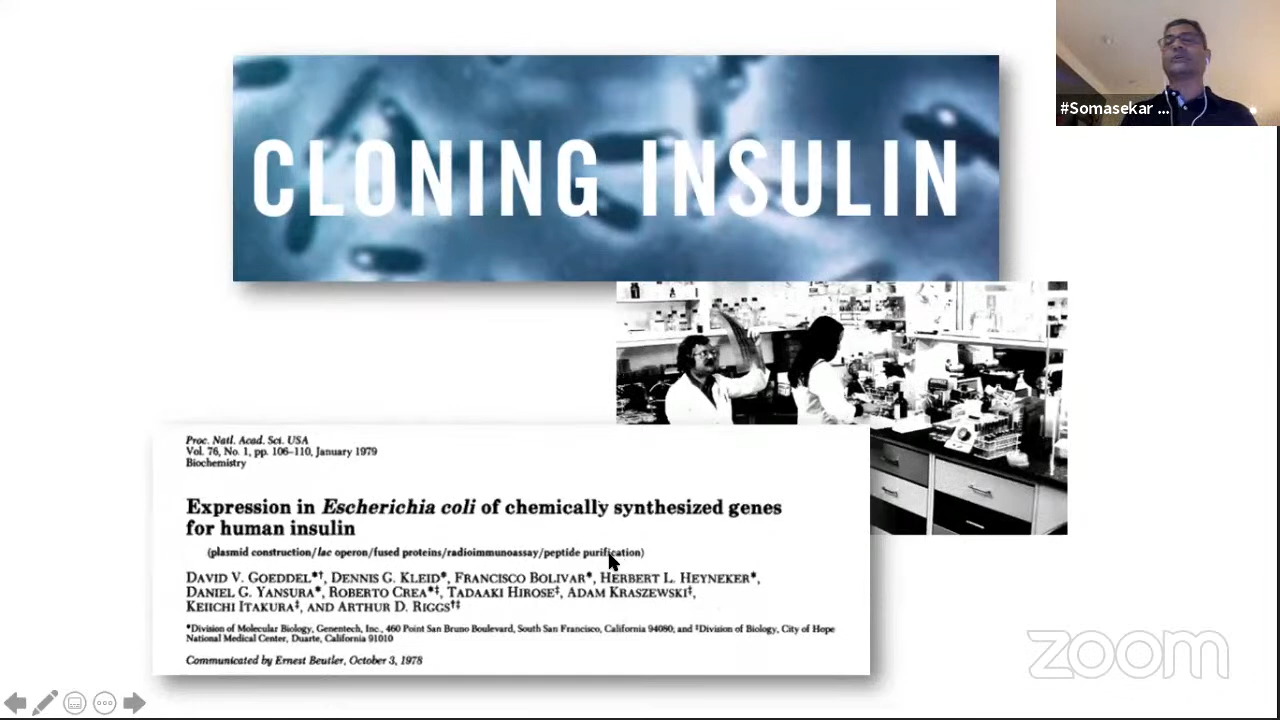 CLONING INSULIN
#Somasekar ...
Proc. Natl. Acad. Sci. USA
Vol. 76, No. 1, pp. 106–110, January 1979
Biochemistry
Expression in Escherichia coli of chemically synthesized genes
for human insulin
(plasmid construction/lac operon/fused proteins/radioimmunoassay/peptide purification)
DAVID V. GOEDDEL*†, DENNIS G. KLEID*, FRANCISCO BOLIVAR*, HERBERT L. HEYNEKER*,
DANIEL G. YANSURA*, ROBERTO CREA*‡, TADAAKI HIROSE‡, ADAM KRASZEWSKI‡,
KEIICHI ITAKURA‡, AND ARTHUR D. RIGGS†‡
*Division of Molecular Biology, Genentech, Inc., 460 Point San Bruno Boulevard, South San Francisco, California 94080; and ‡Division of Biology, City of Hope
National Medical Center, Duarte, California 91010
Communicated by Ernest Beutler, October 3, 1978
zoom